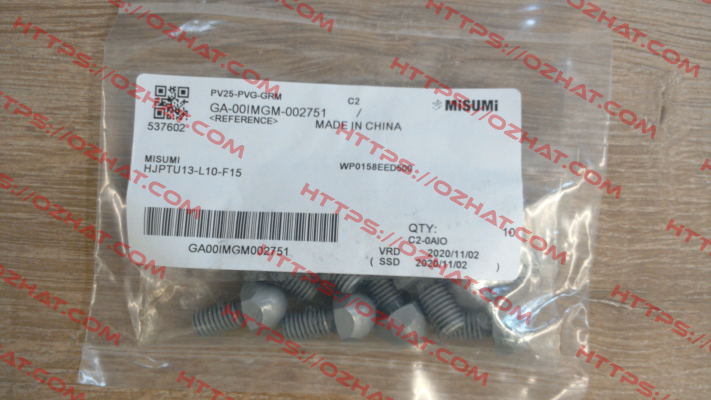 PV25-PVG-GRM
C2
MiSUMi
GA-00IMGM-002751 /
<REFERENCE>
MADE IN CHINA
537602
MISUMI
HJPTU13-L10-F15
WP0158EED500
QTY: 10
C2-0AIO
GA00IMGM002751
VRD 2020/11/02
( SSD 2020/11/02 )
HTTPS://OZHAT.COM